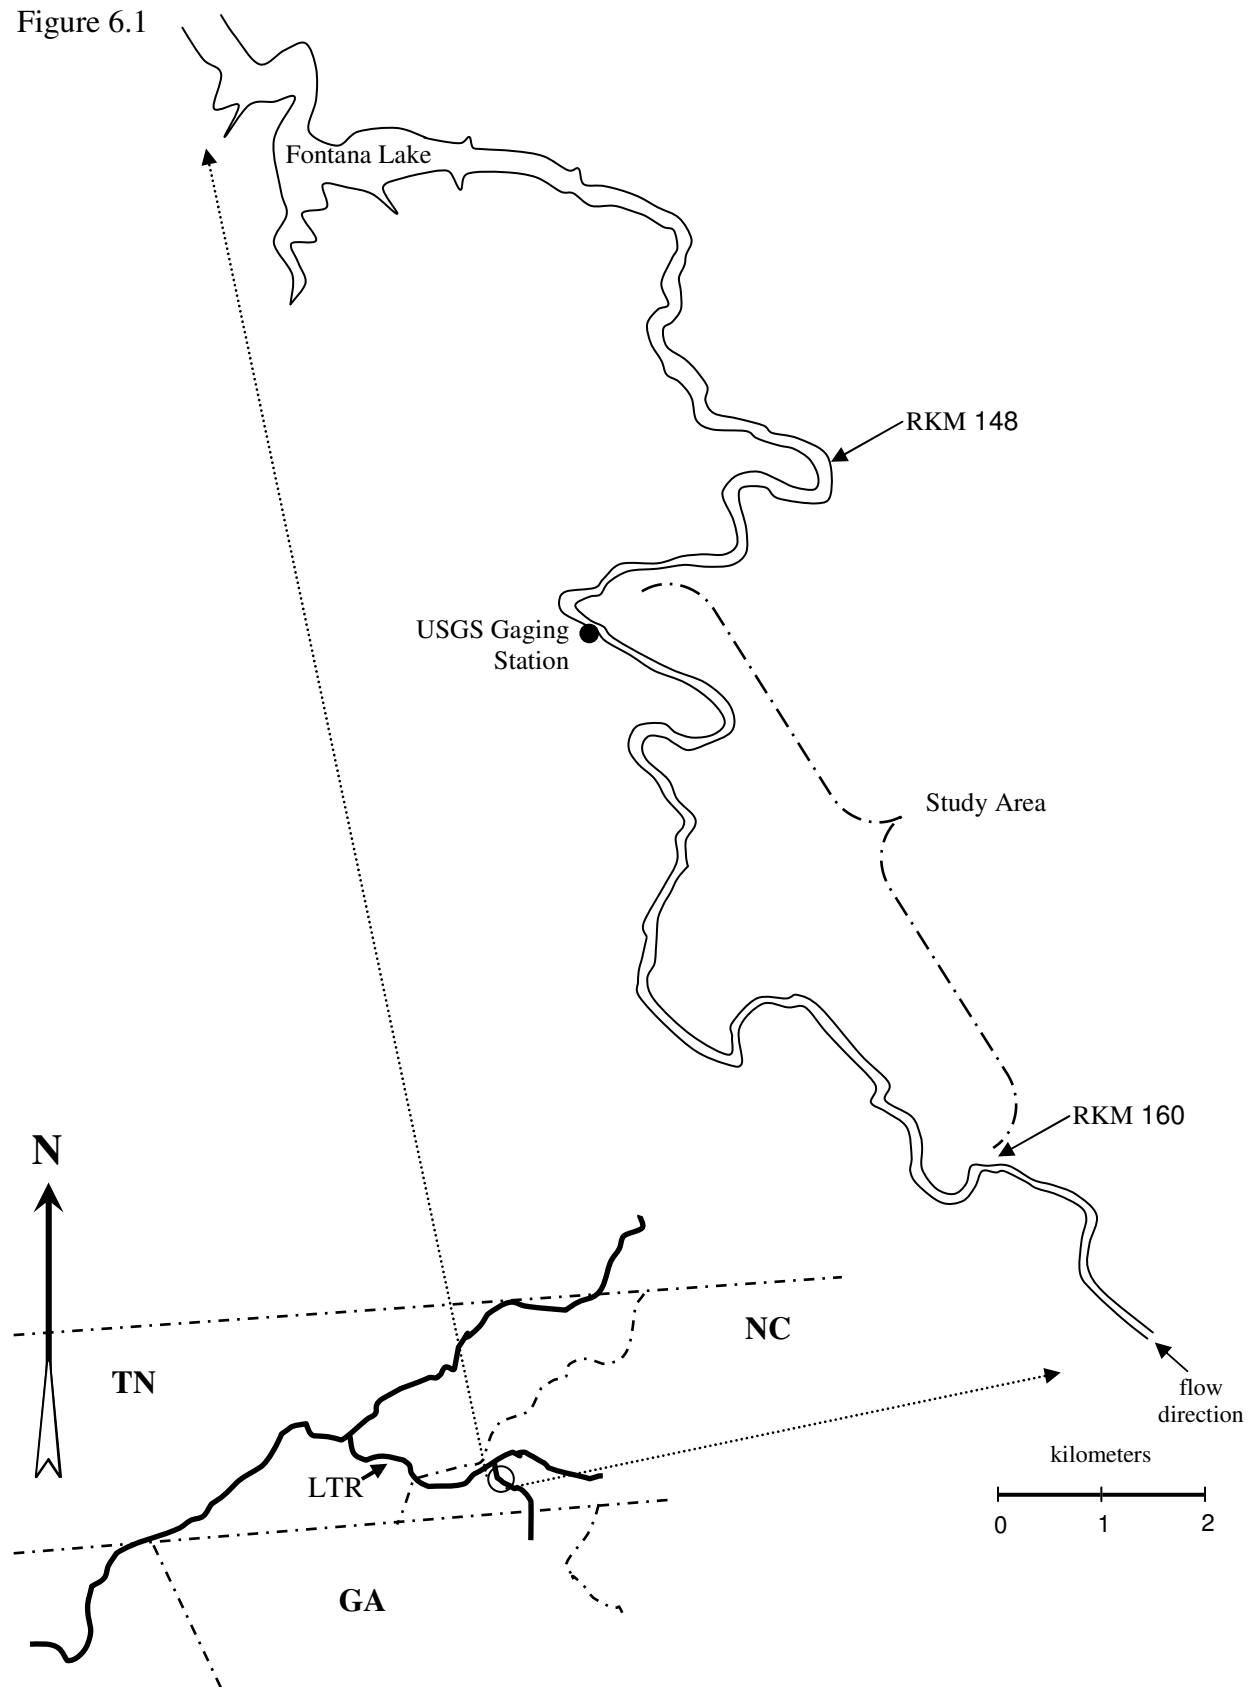 Figure 6.1
Fontana Lake
RKM 148
USGS Gaging
Station
Study Area
RKM 160
N
NC
TN
flow
direction
kilometers
LTR
0 1 2
GA